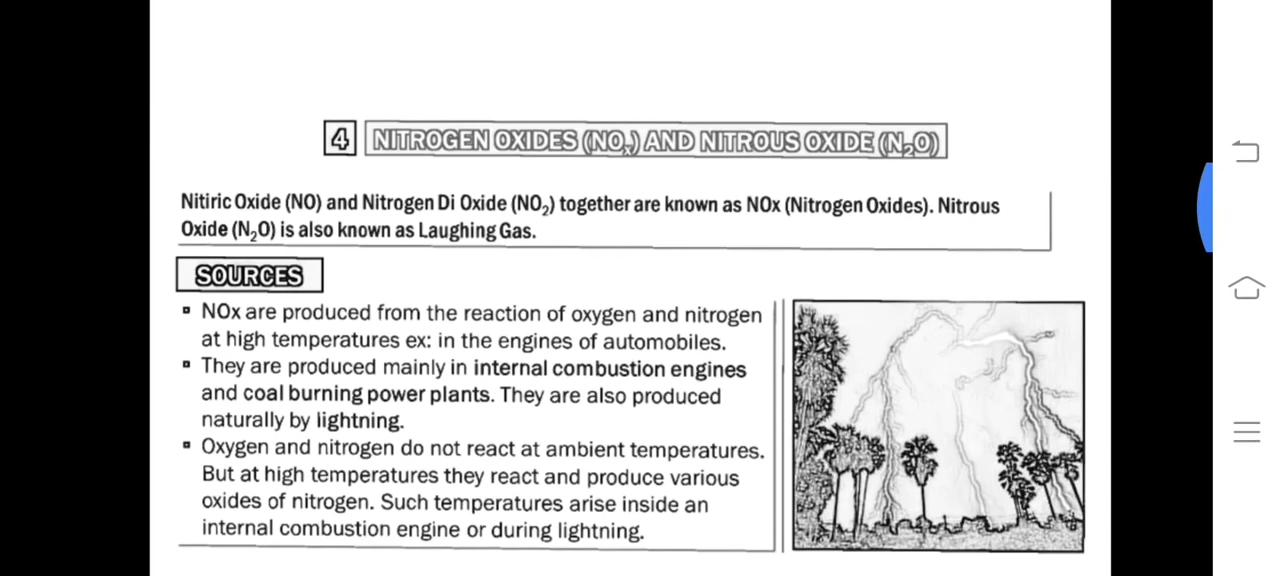 4 NITROGEN OXIDES (NOₓ) AND NITROUS OXIDE (N₂O)
Nitiric Oxide (NO) and Nitrogen Di Oxide (NO₂) together are known as NOx (Nitrogen Oxides). Nitrous
Oxide (N₂O) is also known as Laughing Gas.
SOURCES
▫ NOx are produced from the reaction of oxygen and nitrogen
at high temperatures ex: in the engines of automobiles.
▫ They are produced mainly in internal combustion engines
and coal burning power plants. They are also produced
naturally by lightning.
▫ Oxygen and nitrogen do not react at ambient temperatures.
But at high temperatures they react and produce various
oxides of nitrogen. Such temperatures arise inside an
internal combustion engine or during lightning.